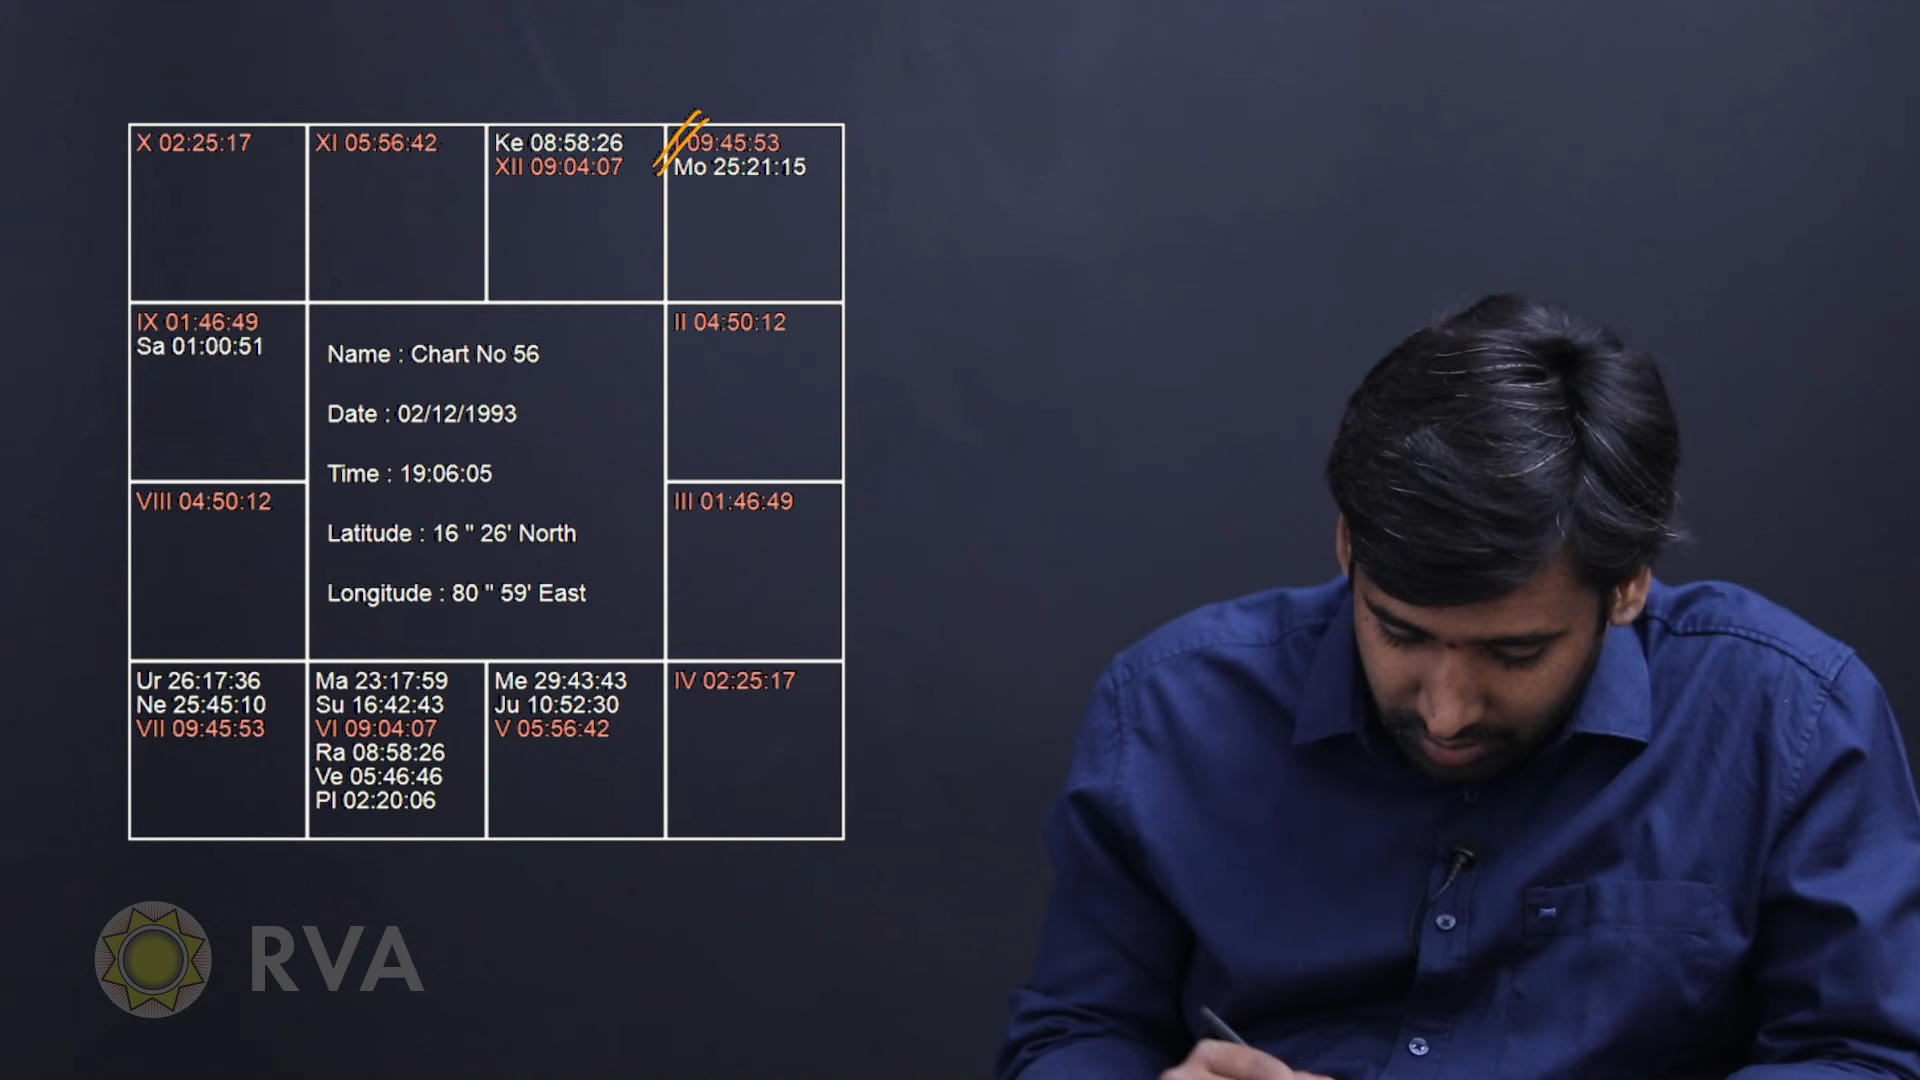 X 02:25:17
XI 05:56:42
Ke 08:58:26
XII 09:04:07
09:45:53
Mo 25:21:15
IX 01:46:49
Sa 01:00:51
Name : Chart No 56
Date : 02/12/1993
Time : 19:06:05
Latitude : 16 " 26' North
Longitude : 80 " 59' East
II 04:50:12
VIII 04:50:12
III 01:46:49
Ur 26:17:36
Ne 25:45:10
VII 09:45:53
Ma 23:17:59
Su 16:42:43
VI 09:04:07
Ra 08:58:26
Ve 05:46:46
Pl 02:20:06
Me 29:43:43
Ju 10:52:30
V 05:56:42
IV 02:25:17
RVA